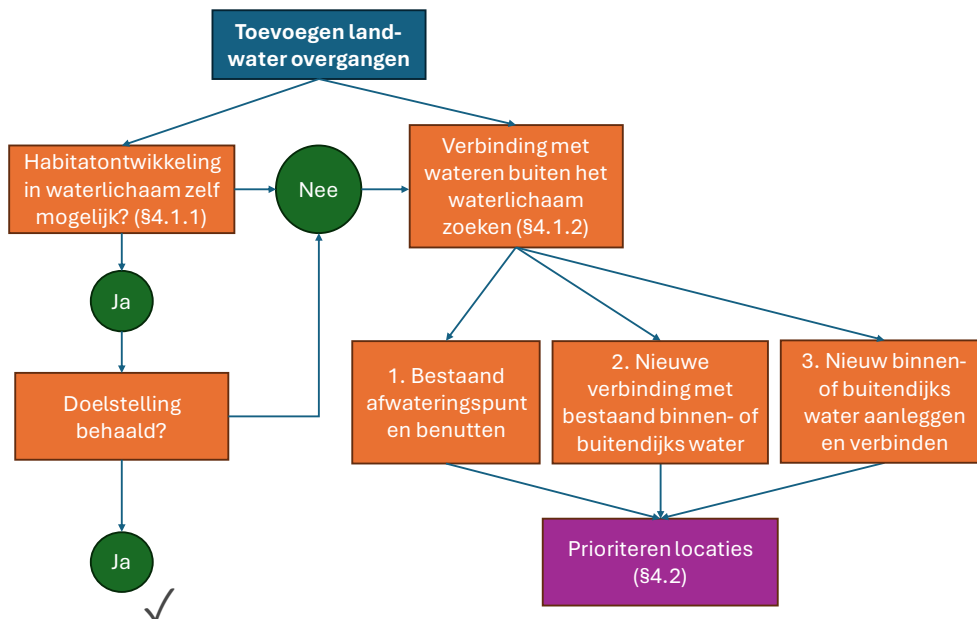 Toevoegen land-
water overgangen
Habitatontwikkeling
in waterlichaam zelf
mogelijk? (§4.1.1)
Nee
Verbinding met
wateren buiten het
waterlichaam
zoeken (§4.1.2)
Ja
Doelstelling
behaald?
1. Bestaand
afwateringspunt
en benutten
2. Nieuwe
verbinding met
bestaand binnen- of
buitendijks water
3. Nieuw binnen-
of buitendijks
water aanleggen
en verbinden
Ja
Prioriteren locaties
(§4.2)